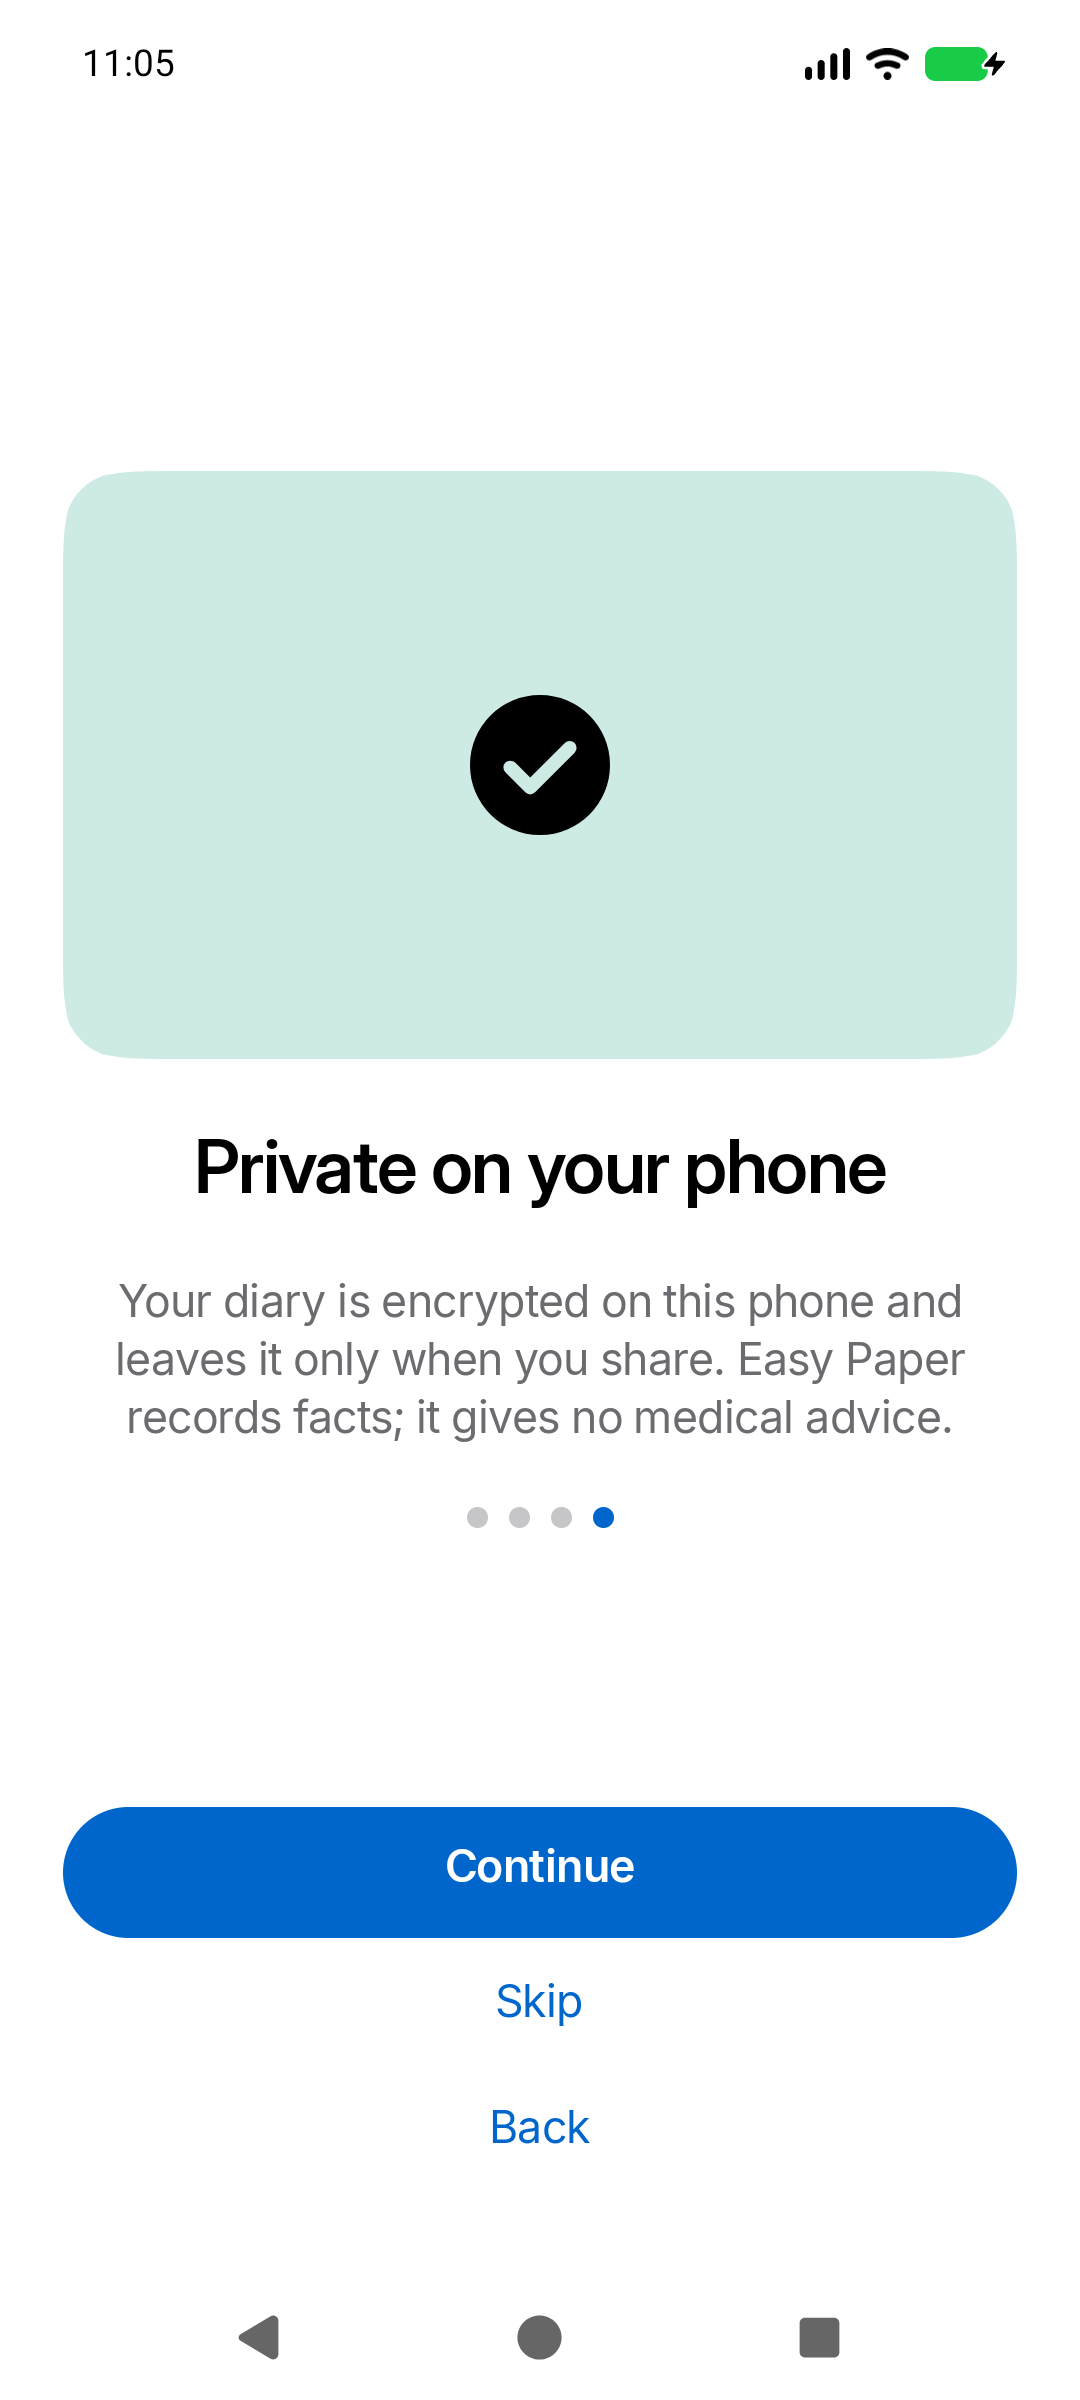 11:05
Private on your phone
Your diary is encrypted on this phone and
leaves it only when you share. Easy Paper
records facts; it gives no medical advice.
Continue
Skip
Back